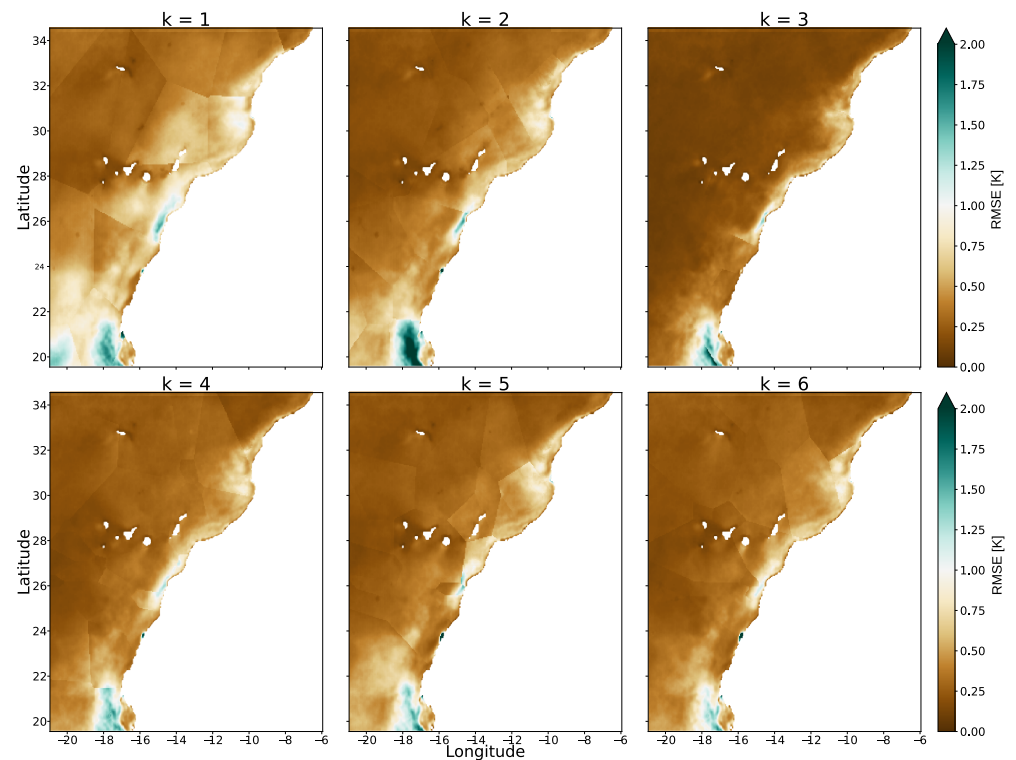 k = 1
k = 2
k = 3
34
32
30
28
26
24
22
20
Latitude
2.00
1.75
1.50
1.25
1.00
0.75
0.50
0.25
0.00
RMSE [K]
k = 4
k = 5
k = 6
34
32
30
28
26
24
22
20
Latitude
−20 −18 −16 −14 −12 −10 −8 −6
−20 −18 −16 −14 −12 −10 −8 −6
−20 −18 −16 −14 −12 −10 −8 −6
Longitude
2.00
1.75
1.50
1.25
1.00
0.75
0.50
0.25
0.00
RMSE [K]